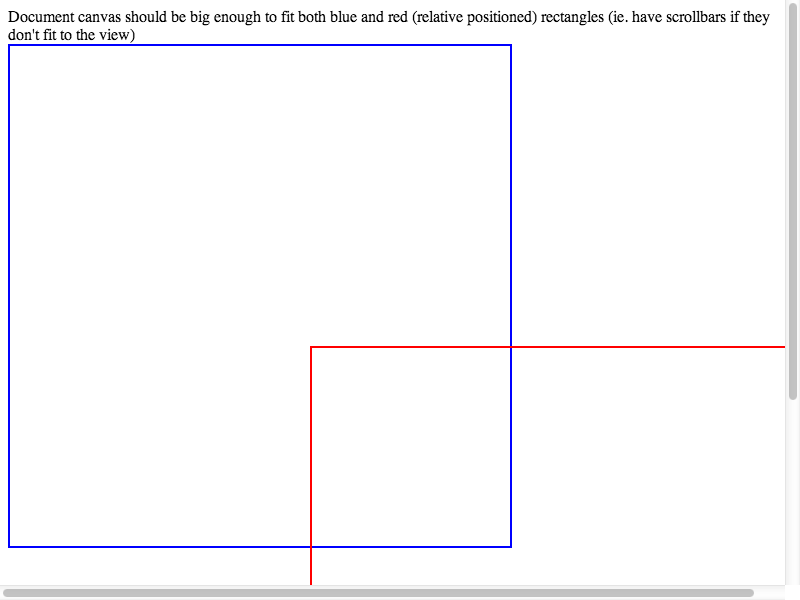 Document canvas should be big enough to fit both blue and red (relative positioned) rectangles (ie. have scrollbars if they
don't fit to the view)